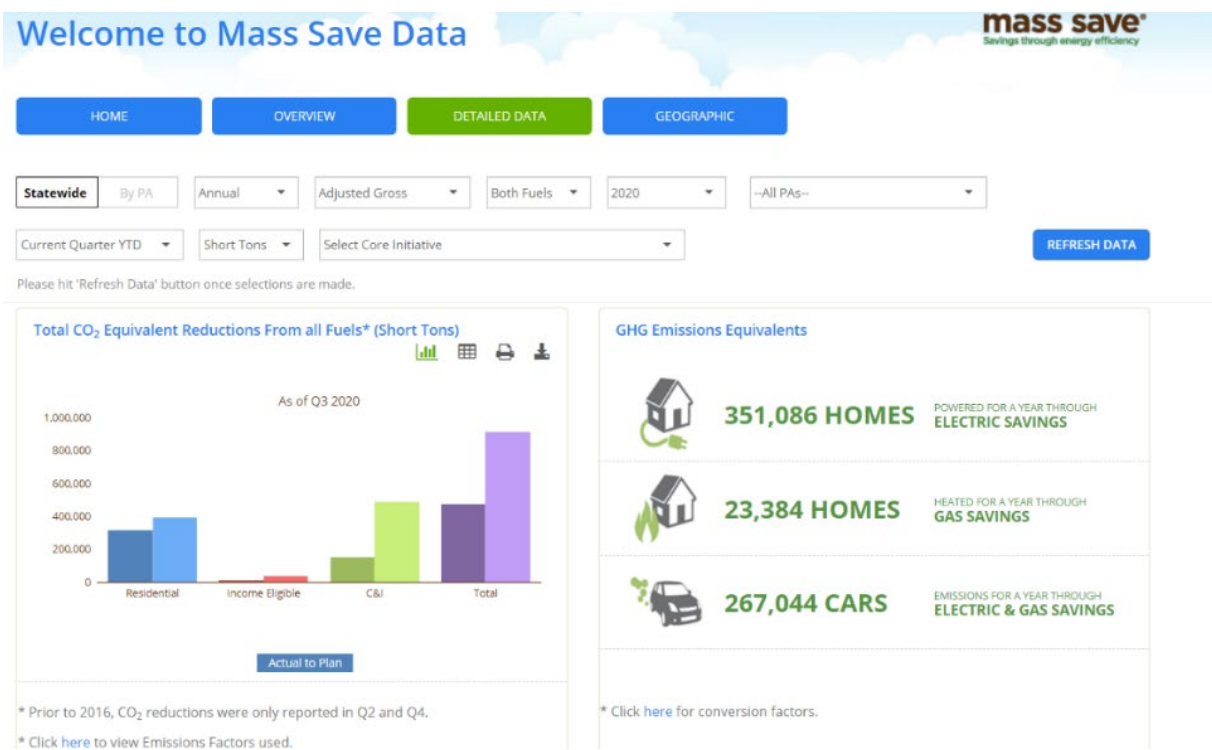 Welcome to Mass Save Data
mass save®
Savings through energy efficiency
HOME
OVERVIEW
DETAILED DATA
GEOGRAPHIC
Statewide
By PA
Annual
Adjusted Gross
Both Fuels
2020
--All PAs--
Current Quarter YTD
Short Tons
Select Core Initiative
REFRESH DATA
Please hit 'Refresh Data' button once selections are made.
Total CO₂ Equivalent Reductions From all Fuels* (Short Tons)
As of Q3 2020
1,000,000
800,000
600,000
400,000
200,000
0
Residential
Income Eligible
C&I
Total
Actual to Plan
* Prior to 2016, CO₂ reductions were only reported in Q2 and Q4.
* Click here to view Emissions Factors used.
GHG Emissions Equivalents
351,086 HOMES
POWERED FOR A YEAR THROUGH
ELECTRIC SAVINGS
23,384 HOMES
HEATED FOR A YEAR THROUGH
GAS SAVINGS
267,044 CARS
EMISSIONS FOR A YEAR THROUGH
ELECTRIC & GAS SAVINGS
* Click here for conversion factors.